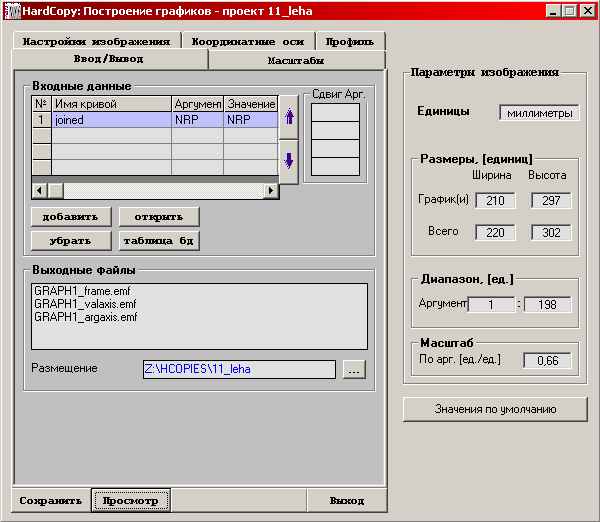 HardCopy: Построение графиков - проект 11_leha
Настройки изображения Координатные оси Профиль
Ввод/Вывод Масштабы
Входные данные
№ Имя кривой Аргумент Значение
1 joined NRP NRP
Сдвиг Арг.
добавить открыть
убрать таблица бд
Выходные файлы
GRAPH1_frame.emf
GRAPH1_valaxis.emf
GRAPH1_argaxis.emf
Размещение Z:\HCOPIES\11_leha ...
Сохранить Просмотр Выход
Параметры изображения
Единицы миллиметры
Размеры, [единиц]
Ширина Высота
График(и) 210 297
Всего 220 302
Диапазон, [ед.]
Аргумент 1 : 198
Масштаб
По арг. [ед./ед.] 0,66
Значения по умолчанию